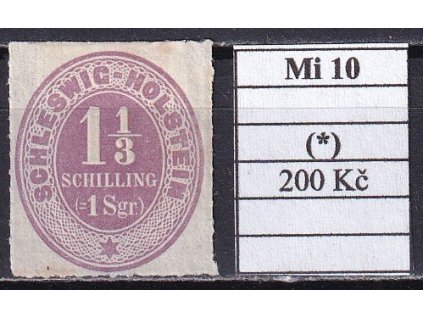 SCHLESWIG-HOLSTEIN
1 1/3
SCHILLING
(=1 Sgr.)
Mi 10
(*)
200 Kč